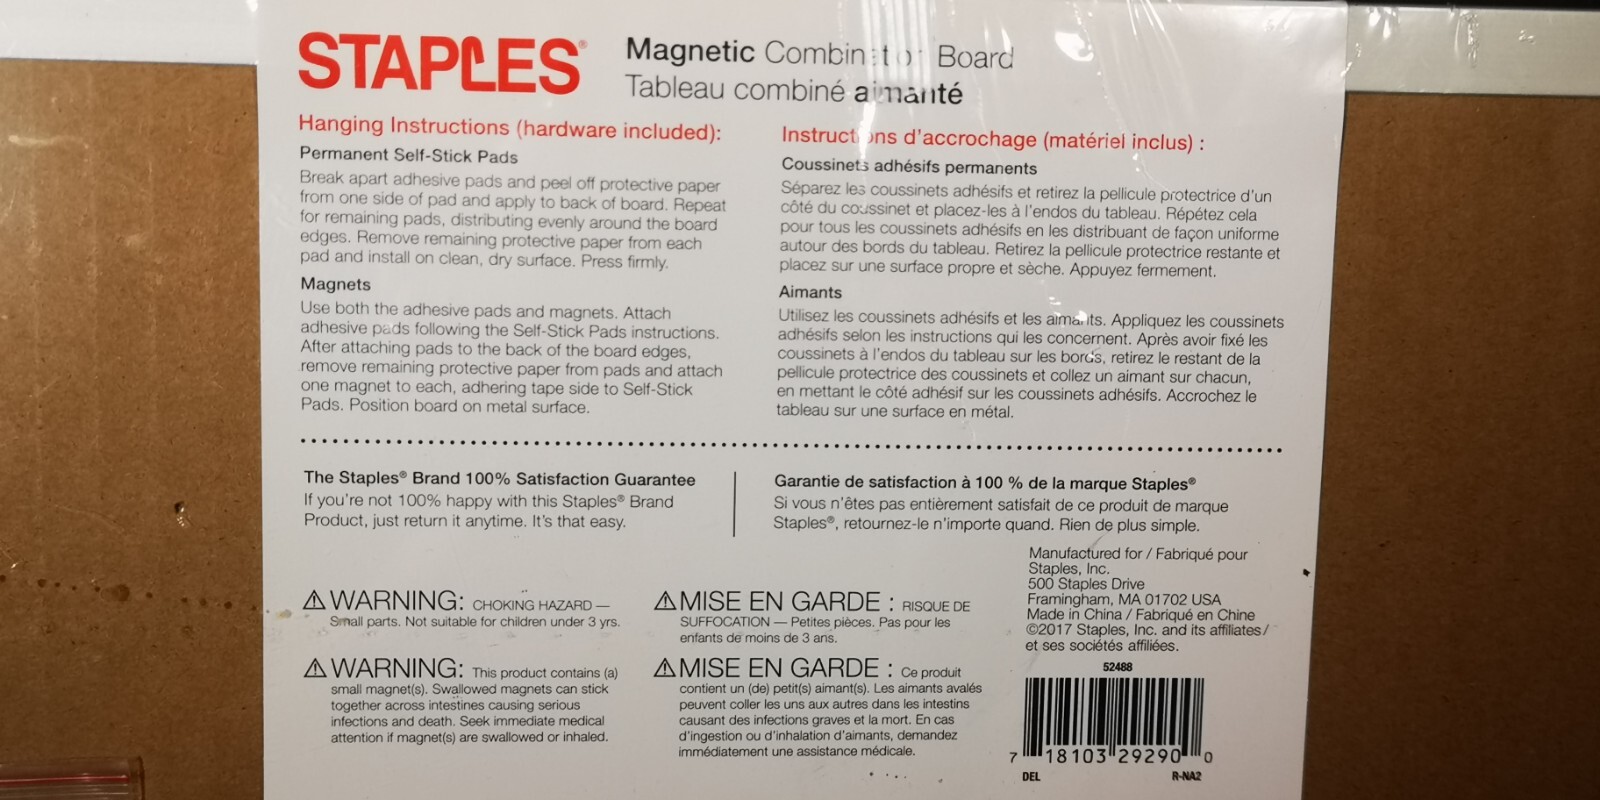 STAPLES®
Magnetic Combination Board
Tableau combiné aimanté
Hanging Instructions (hardware included):
Permanent Self-Stick Pads
Break apart adhesive pads and peel off protective paper
from one side of pad and apply to back of board. Repeat
for remaining pads, distributing evenly around the board
edges. Remove remaining protective paper from each
pad and install on clean, dry surface. Press firmly.
Magnets
Use both the adhesive pads and magnets. Attach
adhesive pads following the Self-Stick Pads instructions.
After attaching pads to the back of the board edges,
remove remaining protective paper from pads and attach
one magnet to each, adhering tape side to Self-Stick
Pads. Position board on metal surface.
Instructions d'accrochage (matériel inclus) :
Coussinets adhésifs permanents
Séparez les coussinets adhésifs et retirez la pellicule protectrice d'un
côté du coussinet et placez-les à l'endos du tableau. Répétez cela
pour tous les coussinets adhésifs en les distribuant de façon uniforme
autour des bords du tableau. Retirez la pellicule protectrice restante et
placez sur une surface propre et sèche. Appuyez fermement.
Aimants
Utilisez les coussinets adhésifs et les aimants. Appliquez les coussinets
adhésifs selon les instructions qui les concernent. Après avoir fixé les
coussinets à l'endos du tableau sur les bords, retirez le restant de la
pellicule protectrice des coussinets et collez un aimant sur chacun,
en mettant le côté adhésif sur les coussinets adhésifs. Accrochez le
tableau sur une surface en métal.
The Staples® Brand 100% Satisfaction Guarantee
If you're not 100% happy with this Staples® Brand
Product, just return it anytime. It's that easy.
Garantie de satisfaction à 100 % de la marque Staples®
Si vous n'êtes pas entièrement satisfait de ce produit de marque
Staples®, retournez-le n'importe quand. Rien de plus simple.
⚠ WARNING: CHOKING HAZARD —
Small parts. Not suitable for children under 3 yrs.
⚠ WARNING: This product contains (a)
small magnet(s). Swallowed magnets can stick
together across intestines causing serious
infections and death. Seek immediate medical
attention if magnet(s) are swallowed or inhaled.
⚠ MISE EN GARDE : RISQUE DE
SUFFOCATION — Petites pièces. Pas pour les
enfants de moins de 3 ans.
⚠ MISE EN GARDE : Ce produit
contient un (de) petit(s) aimant(s). Les aimants avalés
peuvent coller les uns aux autres dans les intestins
causant des infections graves et la mort. En cas
d'ingestion ou d'inhalation d'aimants, demandez
immédiatement une assistance médicale.
Manufactured for / Fabriqué pour
Staples, Inc.
500 Staples Drive
Framingham, MA 01702 USA
Made in China / Fabriqué en Chine
©2017 Staples, Inc. and its affiliates/
et ses sociétés affiliées.
52488
7 18103 29290 0
DEL R-NA2